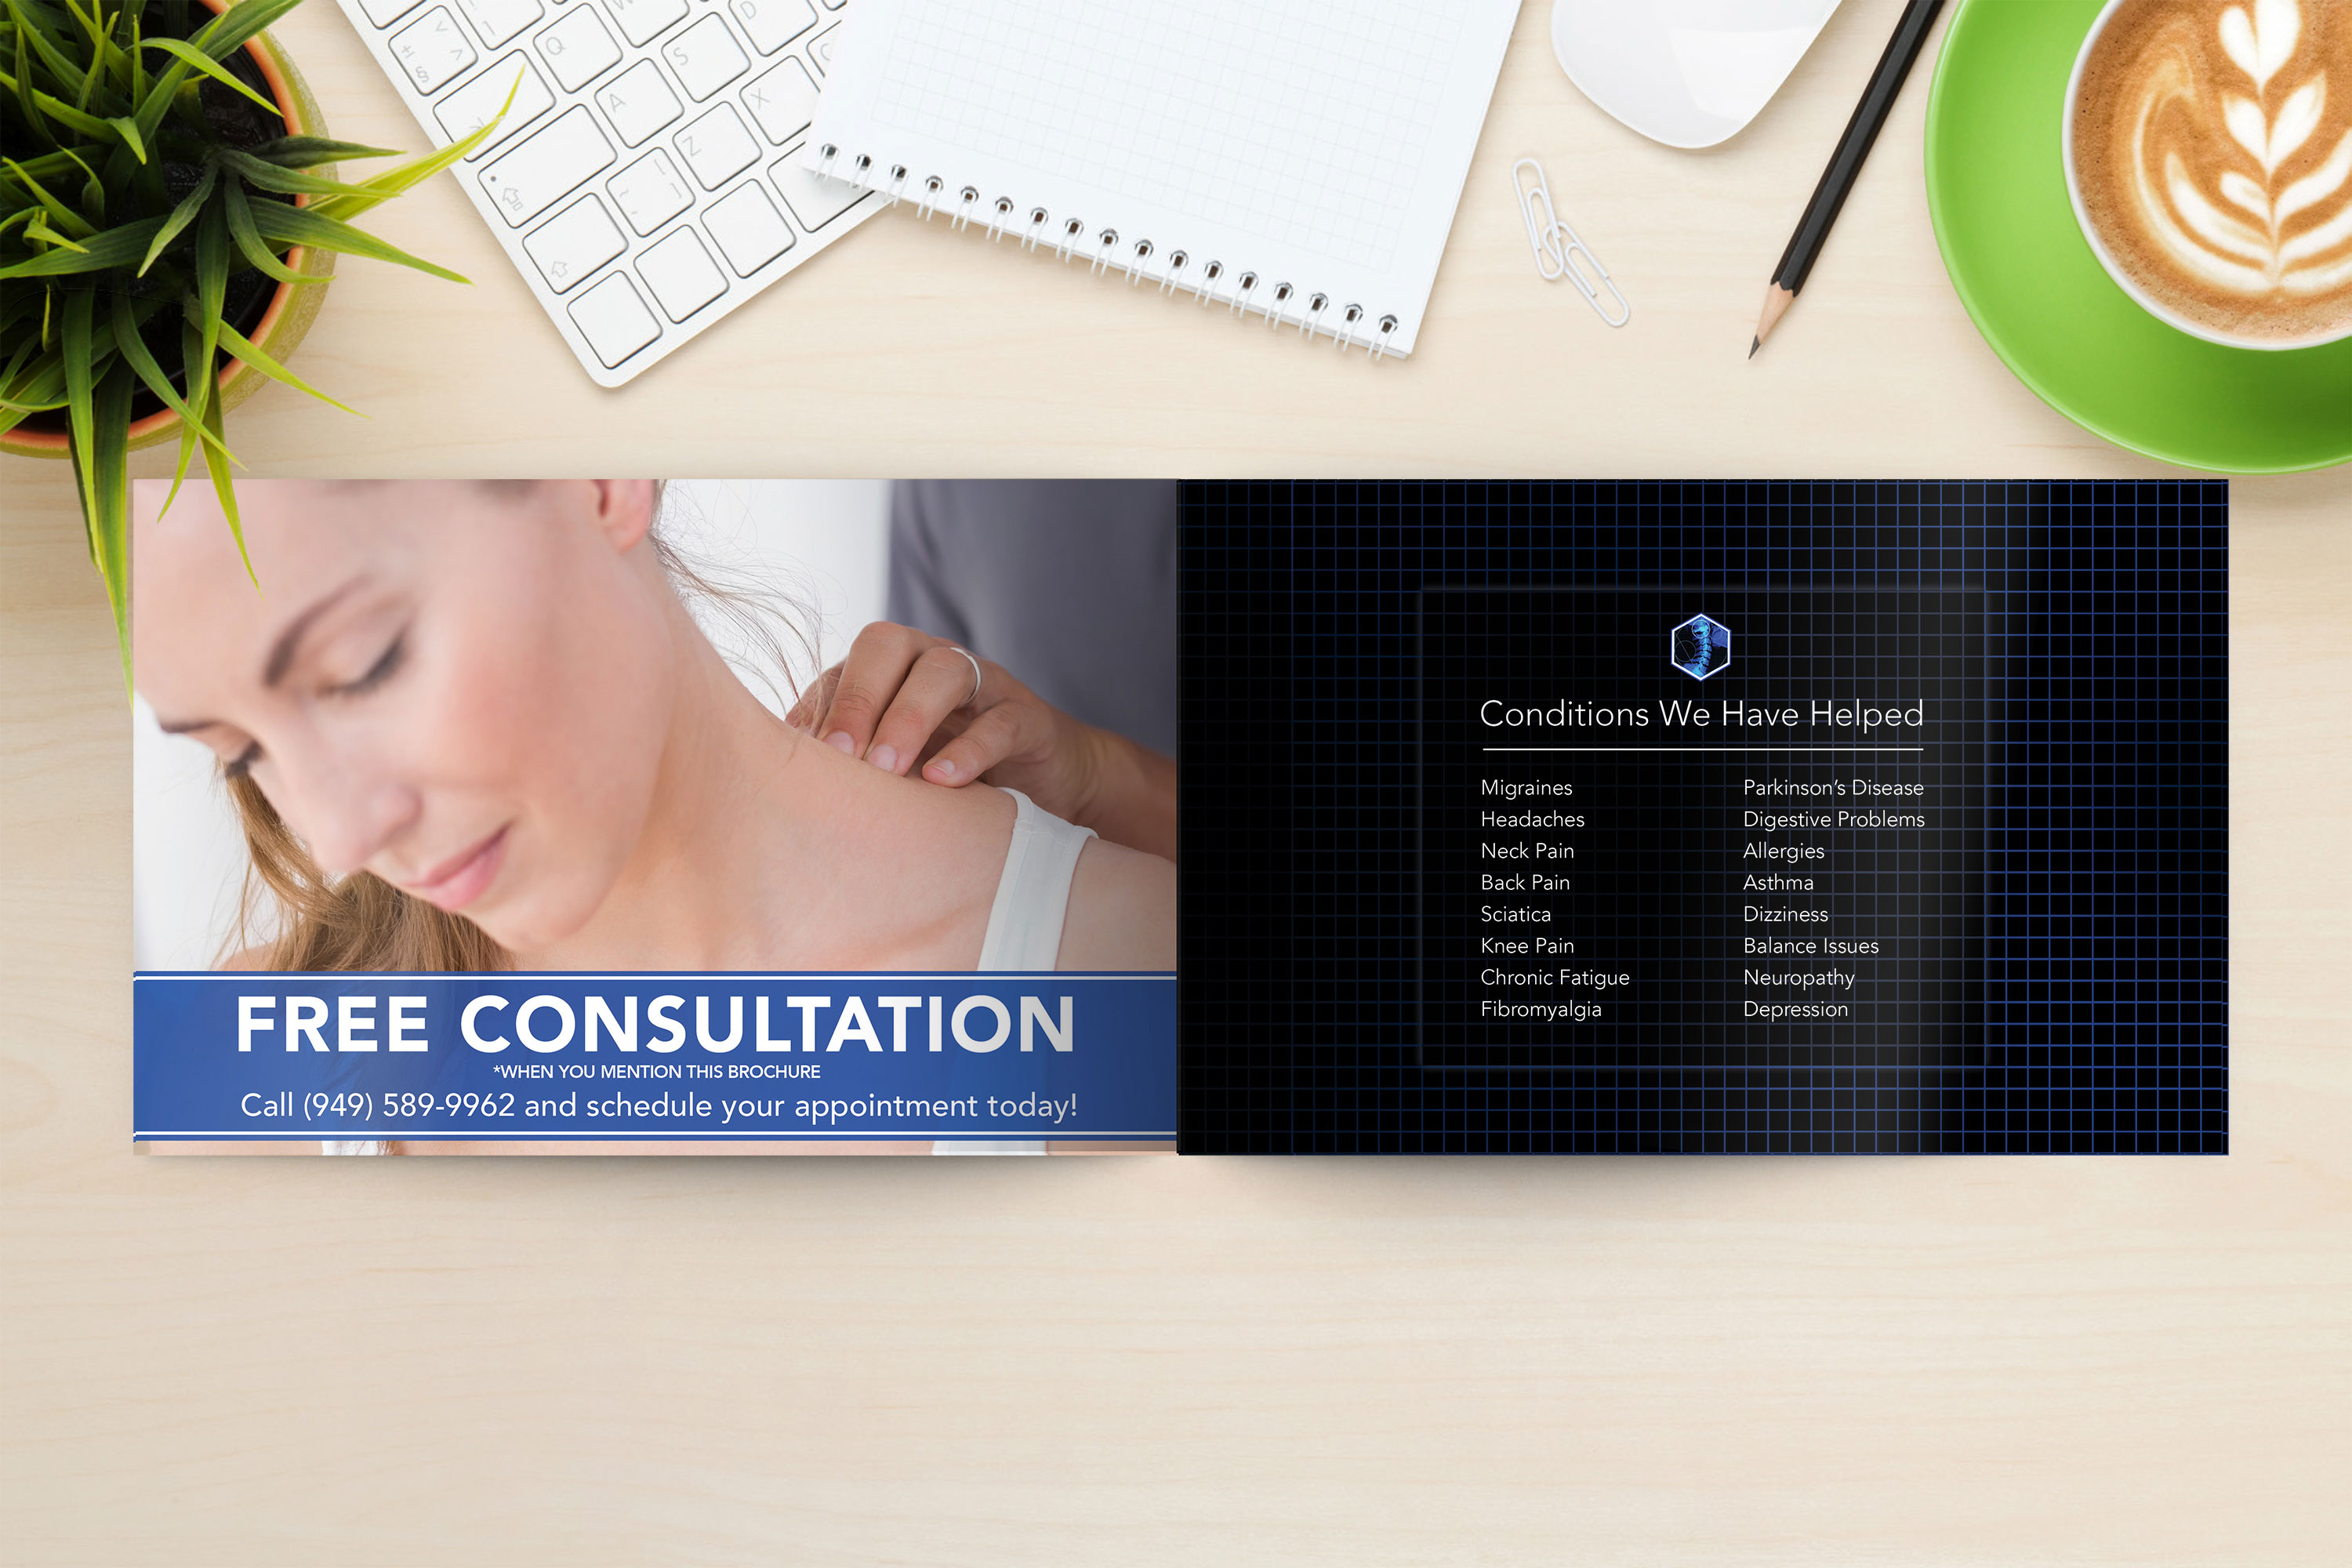 Q
W
D
A
S
Z
X
FREE CONSULTATION
*WHEN YOU MENTION THIS BROCHURE
Call (949) 589-9962 and schedule your appointment today!
Conditions We Have Helped
Migraines
Headaches
Neck Pain
Back Pain
Sciatica
Knee Pain
Chronic Fatigue
Fibromyalgia
Parkinson’s Disease
Digestive Problems
Allergies
Asthma
Dizziness
Balance Issues
Neuropathy
Depression